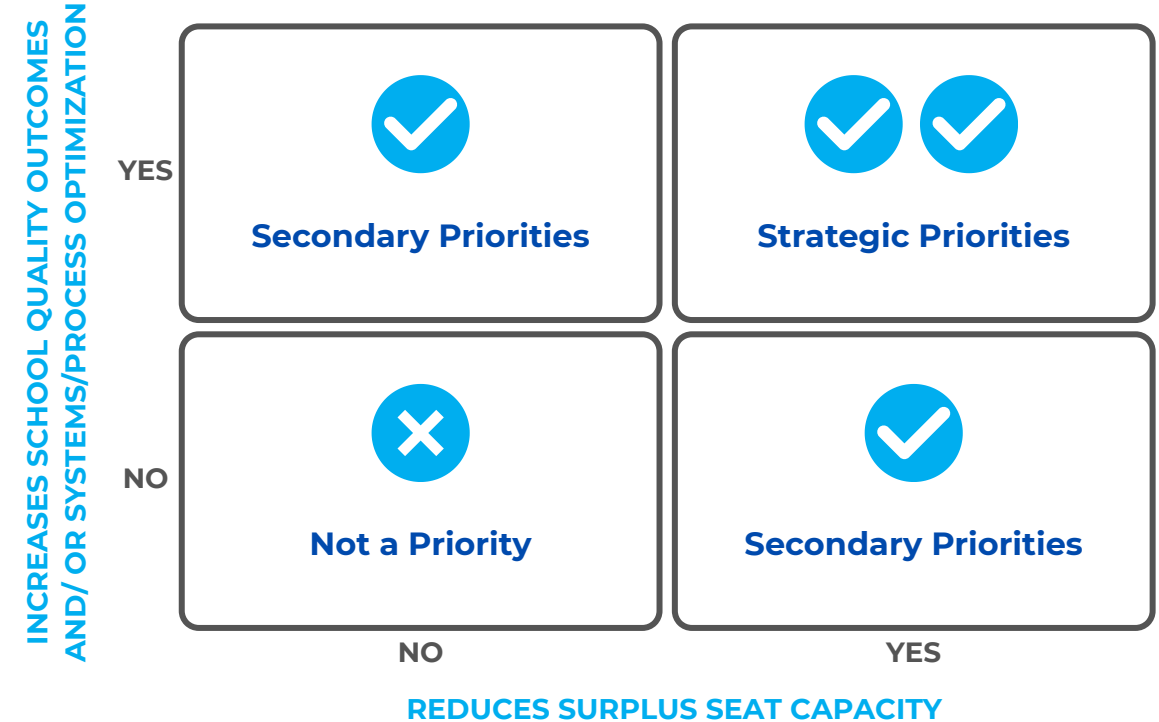 INCREASES SCHOOL QUALITY OUTCOMES
AND/ OR SYSTEMS/PROCESS OPTIMIZATION
YES
Secondary Priorities
Strategic Priorities
NO
Not a Priority
Secondary Priorities
NO
YES
REDUCES SURPLUS SEAT CAPACITY